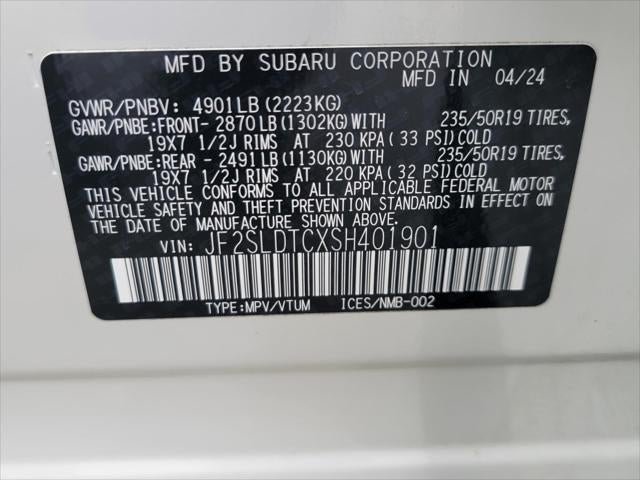 MFD BY SUBARU CORPORATION
MFD IN 04/24
GVWR/PNBV: 4901LB(2223KG)
GAWR/PNBE:FRONT- 2870LB(1302KG)WITH 235/50R19 TIRES,
19X7 1/2J RIMS AT 230 KPA( 33 PSI)COLD
GAWR/PNBE:REAR - 2491LB(1130KG)WITH 235/50R19 TIRES,
19X7 1/2J RIMS AT 220 KPA( 32 PSI)COLD
THIS VEHICLE CONFORMS TO ALL APPLICABLE FEDERAL MOTOR
VEHICLE SAFETY AND THEFT PREVENTION STANDARDS IN EFFECT ON
THE DATE OF MANUFACTURE SHOWN ABOVE.
VIN: JF2SLDTCXSH401901
TYPE:MPV/VTUM ICES/NMB-002